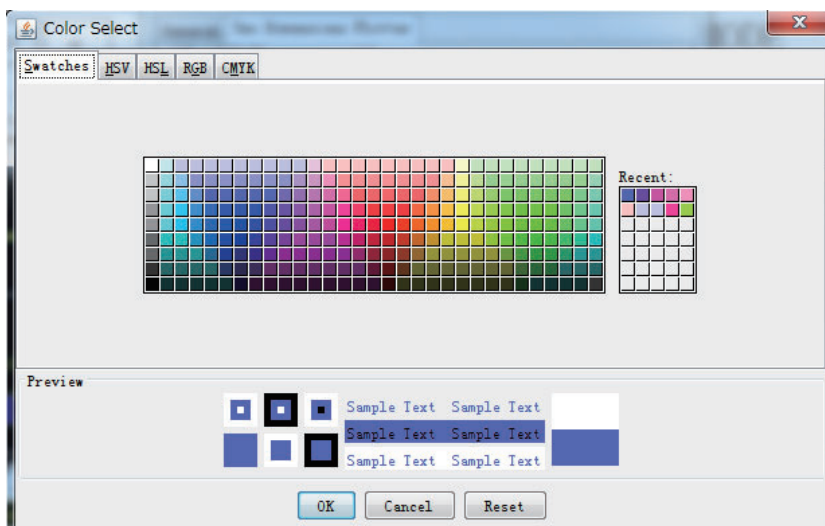 Color Select
Swatches HSV HSL RGB CMYK
Recent:
Preview
Sample Text Sample Text
Sample Text Sample Text
Sample Text Sample Text
OK Cancel Reset